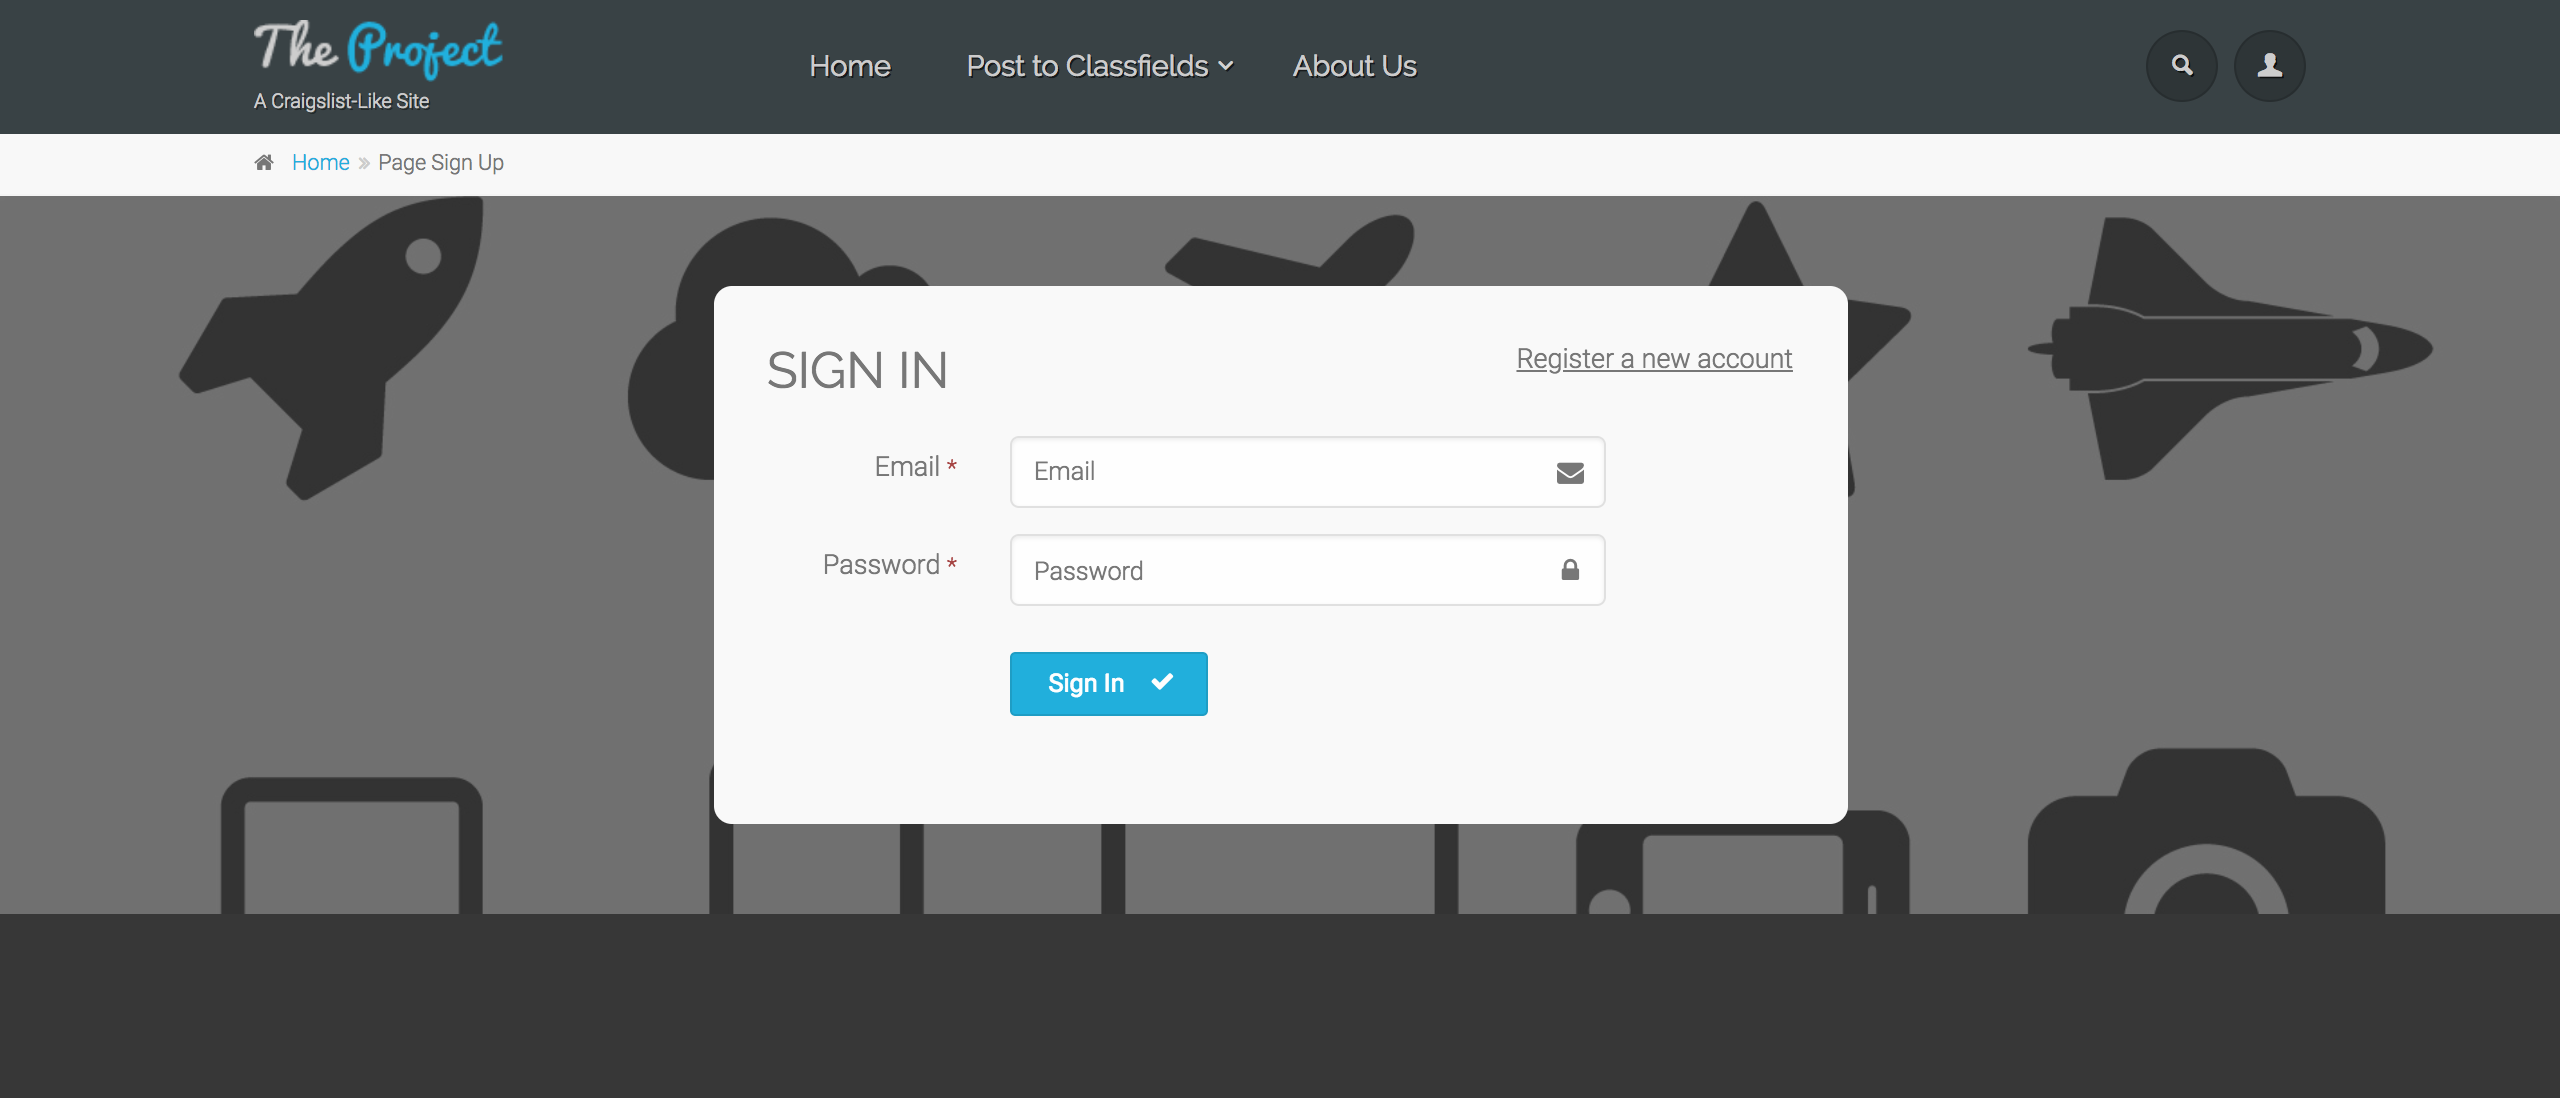 The Project
A Craigslist-Like Site
Home
Post to Classfields
About Us
Home » Page Sign Up
SIGN IN
Register a new account
Email *
Email
Password *
Password
Sign In